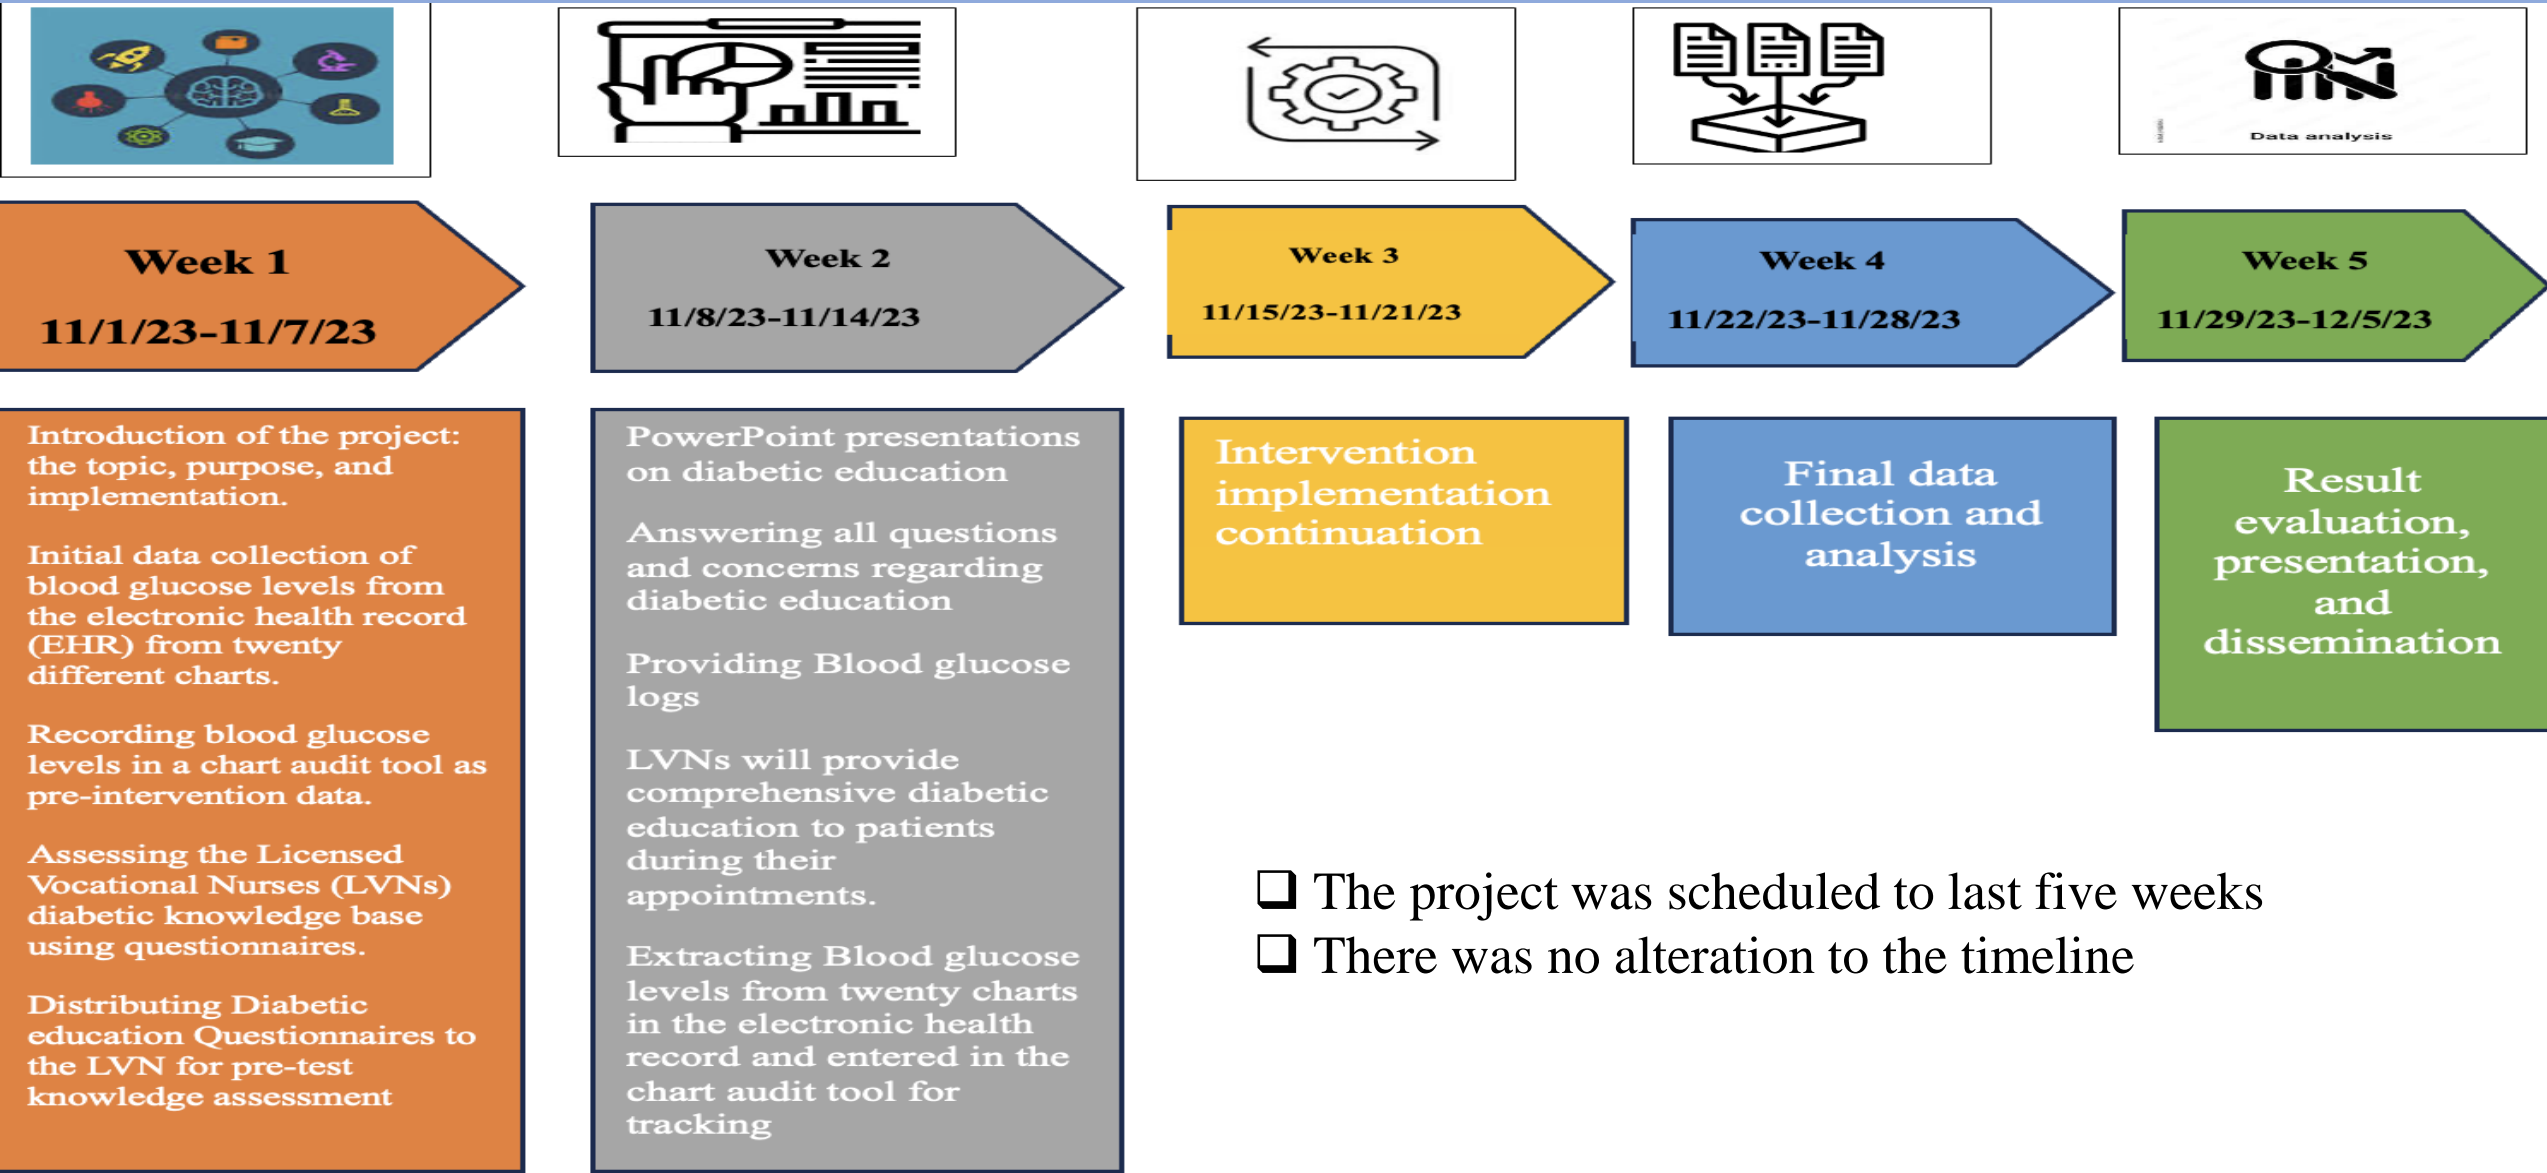 Data analysis
Week 1
11/1/23-11/7/23
Week 2
11/8/23-11/14/23
Week 3
11/15/23-11/21/23
Week 4
11/22/23-11/28/23
Week 5
11/29/23-12/5/23
Introduction of the project:
the topic, purpose, and
implementation.
Initial data collection of
blood glucose levels from
the electronic health record
(EHR) from twenty
different charts.
Recording blood glucose
levels in a chart audit tool as
pre-intervention data.
Assessing the Licensed
Vocational Nurses (LVNs)
diabetic knowledge base
using questionnaires.
Distributing Diabetic
education Questionnaires to
the LVN for pre-test
knowledge assessment
PowerPoint presentations
on diabetic education
Answering all questions
and concerns regarding
diabetic education
Providing Blood glucose
logs
LVNs will provide
comprehensive diabetic
education to patients
during their
appointments.
Extracting Blood glucose
levels from twenty charts
in the electronic health
record and entered in the
chart audit tool for
tracking
Intervention
implementation
continuation
Final data
collection and
analysis
Result
evaluation,
presentation,
and
dissemination
❑ The project was scheduled to last five weeks
❑ There was no alteration to the timeline